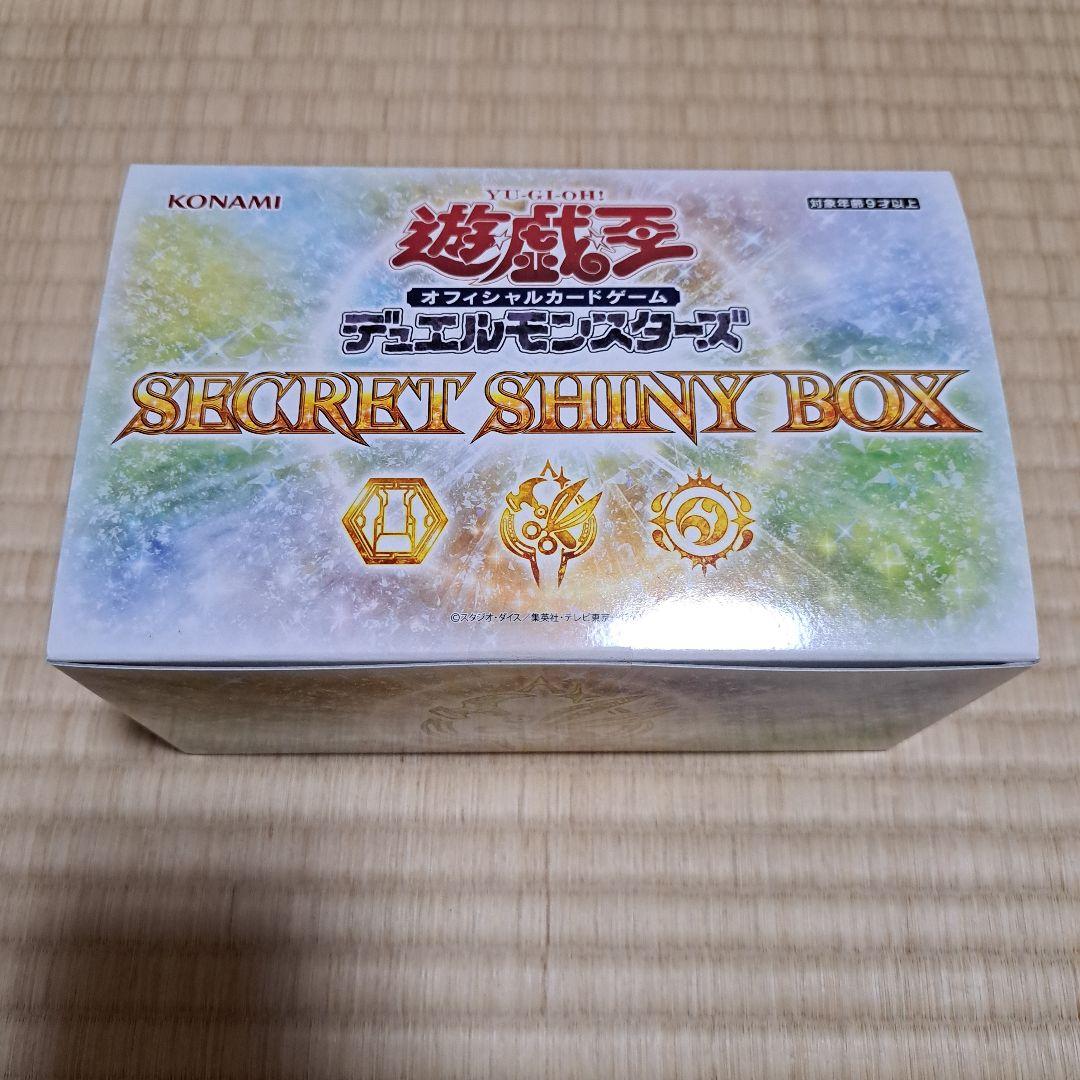 KONAMI
YU-GI-OH!
対象年齢9才以上
遊☆戯☆王
オフィシャルカードゲーム
デュエルモンスターズ
SECRET SHINY BOX
©スタジオ・ダイス／集英社・テレビ東京・